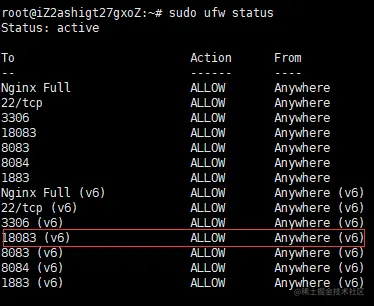 root@iZ2ashigt27gxoZ:~# sudo ufw status
Status: active
To Action From
-- ------ ----
Nginx Full ALLOW Anywhere
22/tcp ALLOW Anywhere
3306 ALLOW Anywhere
18083 ALLOW Anywhere
8083 ALLOW Anywhere
8084 ALLOW Anywhere
1883 ALLOW Anywhere
Nginx Full (v6) ALLOW Anywhere (v6)
22/tcp (v6) ALLOW Anywhere (v6)
3306 (v6) ALLOW Anywhere (v6)
18083 (v6) ALLOW Anywhere (v6)
8083 (v6) ALLOW Anywhere (v6)
8084 (v6) ALLOW Anywhere (v6)
1883 (v6) ALLOW Anywhere (v6)
@稀土掘金技术社区